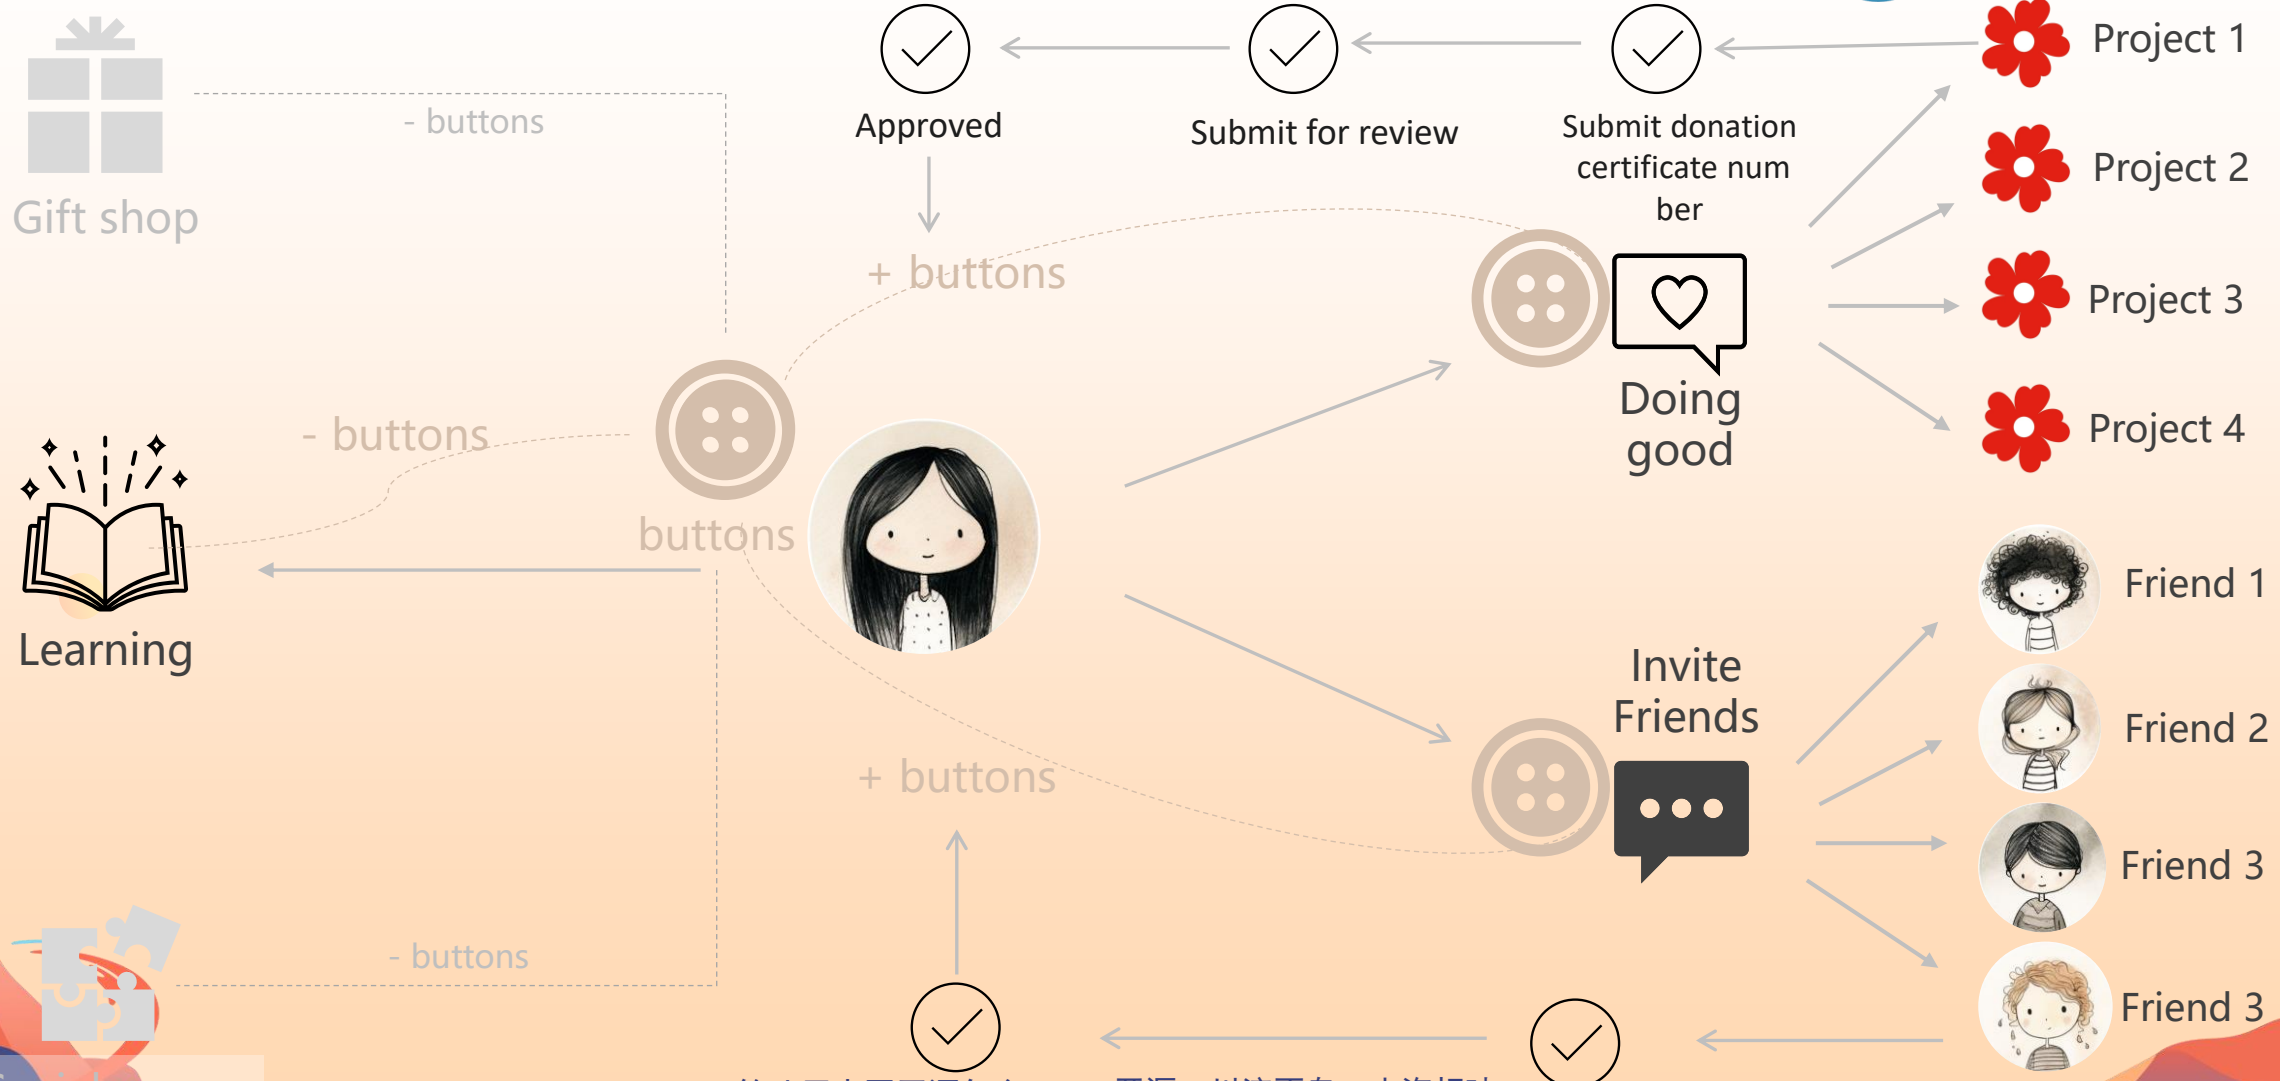 Project 1
- buttons
Approved
Submit for review
Submit donation
certificate num
ber
Project 2
Gift shop
+ buttons
Project 3
Doing
good
- buttons
Project 4
buttons
Friend 1
Learning
Invite
Friends
Friend 2
+ buttons
Friend 3
- buttons
Friend 3